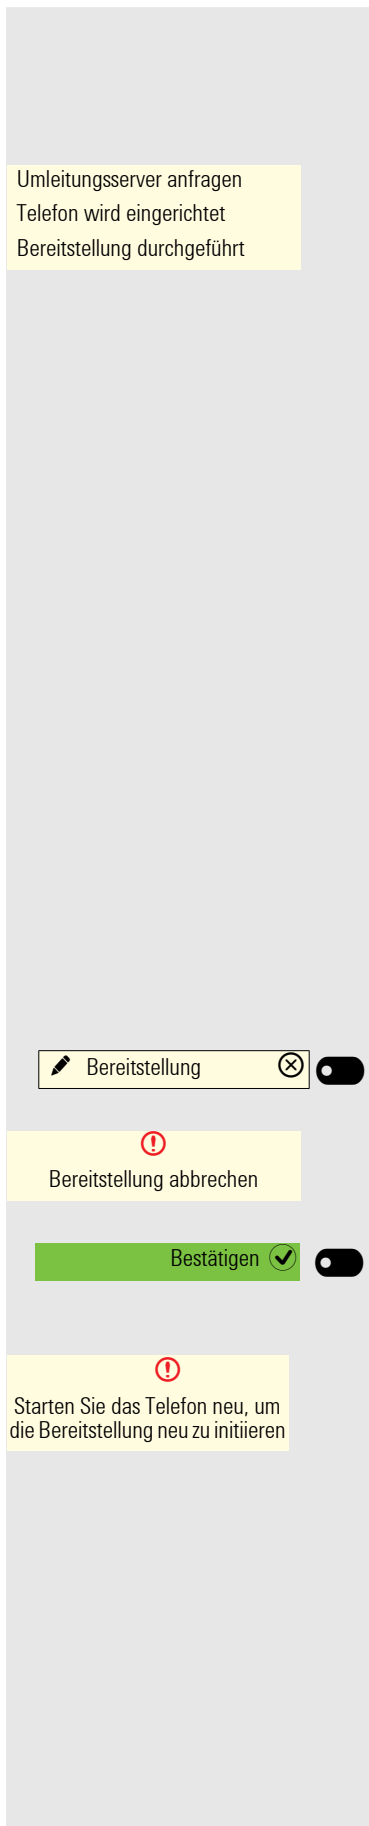 Umleitungsserver anfragen
Telefon wird eingerichtet
Bereitstellung durchgeführt
Bereitstellung
Bereitstellung abbrechen
Bestätigen
Starten Sie das Telefon neu, um
die Bereitstellung neu zu initiieren